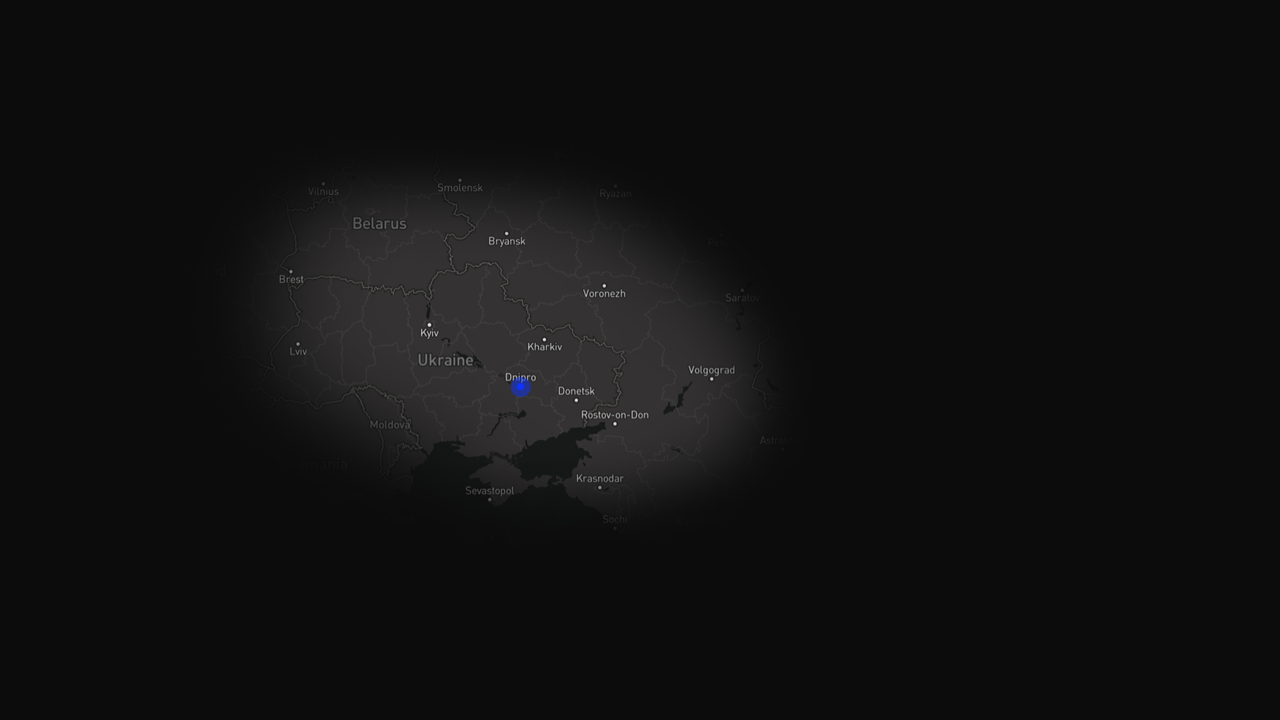 Vilnius
Smolensk
Ryazan
Belarus
Bryansk
Brest
Voronezh
Saratov
Kyiv
Kharkiv
Lviv
Ukraine
Volgograd
Dnipro
Donetsk
Rostov-on-Don
Moldova
Krasnodar
Sevastopol
Sochi